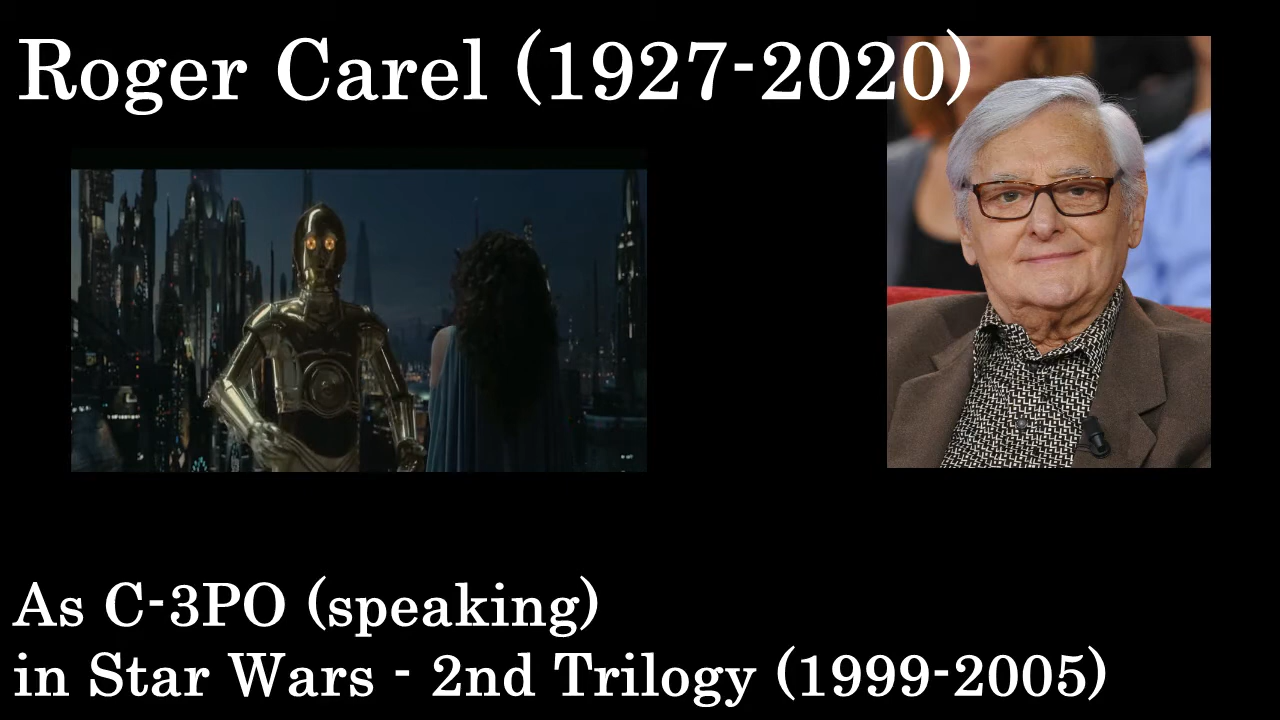 Roger Carel (1927-2020)
As C-3PO (speaking)
in Star Wars - 2nd Trilogy (1999-2005)